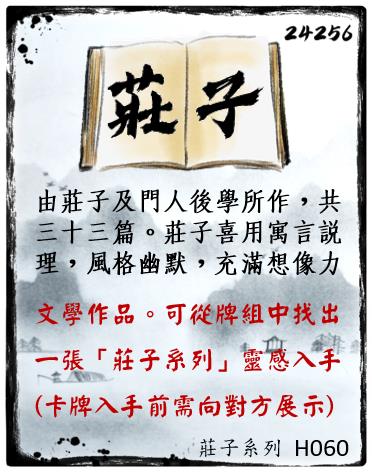 24256
莊子
由莊子及門人後學所作，共
三十三篇。莊子喜用寓言説
理，風格幽默，充滿想像力
文學作品。可從牌組中找出
一張「莊子系列」靈感入手
(卡牌入手前需向對方展示)
莊子系列 H060